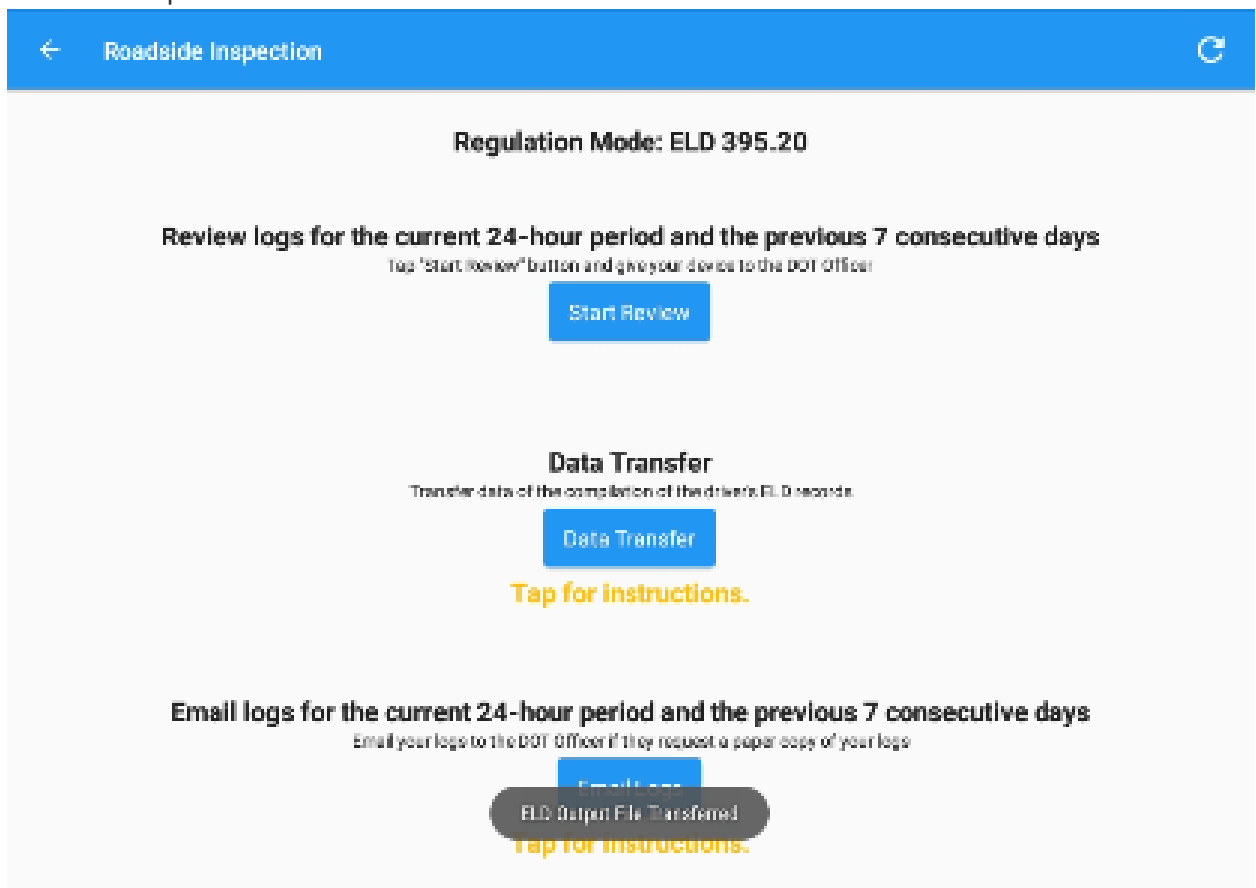 Roadside Inspection
Regulation Mode: ELD 395.20
Review logs for the current 24-hour period and the previous 7 consecutive days
Tap "Start Review" button and give your device to the DOT Officer
Start Review
Data Transfer
Transfer data of the compilation of the driver's ELD records
Data Transfer
Tap for instructions.
Email logs for the current 24-hour period and the previous 7 consecutive days
Email your logs to the DOT Officer if they request a paper copy of your logs
Email Logs
ELD Output File Transferred
Tap for instructions.